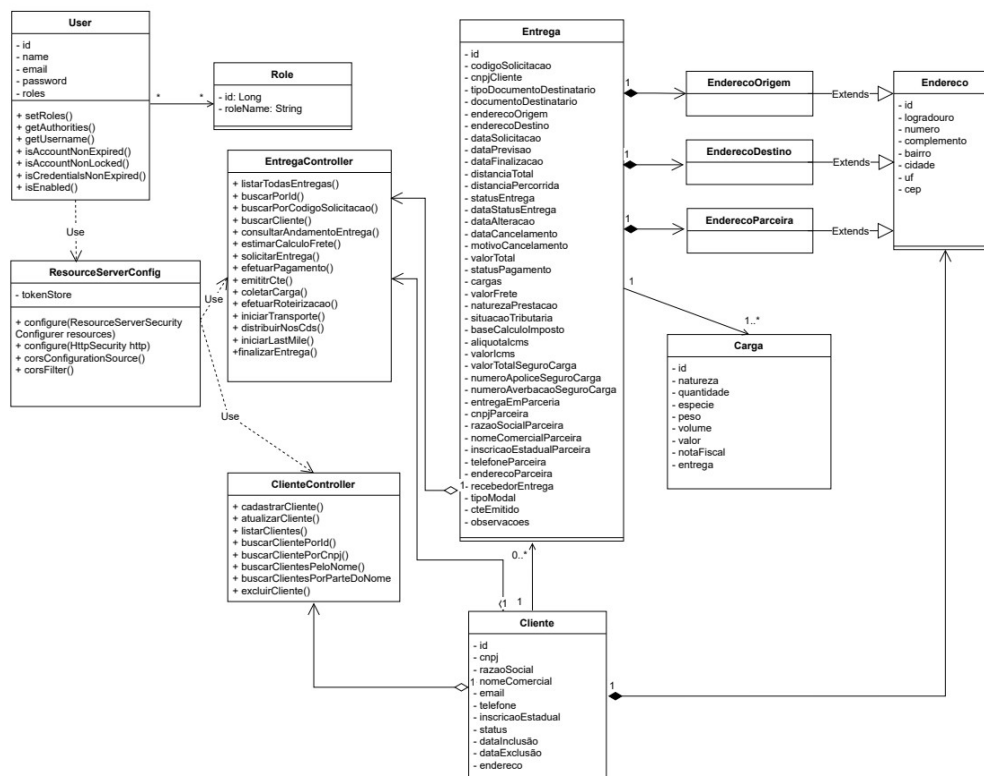 User
- id
- name
- email
- password
- roles
+ setRoles()
+ getAuthorities()
+ getUsername()
+ isAccountNonExpired()
+ isAccountNonLocked()
+ isCredentialsNonExpired()
+ isEnabled()
*
*
Role
- id: Long
- roleName: String
Use
ResourceServerConfig
- tokenStore
+ configure(ResourceServerSecurity
Configurer resources)
+ configure(HttpSecurity http)
+ corsConfigurationSource()
+ corsFilter()
Use
Use
EntregaController
+ listarTodasEntregas()
+ buscarPorId()
+ buscarPorCodigoSolicitacao()
+ buscarCliente()
+ consultarAndamentoEntrega()
+ estimarCalculoFrete()
+ solicitarEntrega()
+ efetuarPagamento()
+ emititrCte()
+ coletarCarga()
+ efetuarRoteirizacao()
+ iniciarTransporte()
+ distribuirNosCds()
+ iniciarLastMile()
+finalizarEntrega()
ClienteController
+ cadastrarCliente()
+ atualizarCliente()
+ listarClientes()
+ buscarClientePorId()
+ buscarClientePorCnpj()
+ buscarClientesPeloNome()
+ buscarClientesPorParteDoNome
+ excluirCliente()
Entrega
- id
- codigoSolicitacao
- cnpjCliente
- tipoDocumentoDestinatario
- documentoDestinatario
- enderecoOrigem
- enderecoDestino
- dataSolicitacao
- dataPrevisao
- dataFinalizacao
- distanciaTotal
- distanciaPercorrida
- statusEntrega
- dataStatusEntrega
- dataAlteracao
- dataCancelamento
- motivoCancelamento
- valorTotal
- statusPagamento
- cargas
- valorFrete
- naturezaPrestacao
- situacaoTributaria
- baseCalculoImposto
- aliquotaIcms
- valorIcms
- valorTotalSeguroCarga
- numeroApoliceSeguroCarga
- numeroAverbacaoSeguroCarga
- entregaEmParceria
- cnpjParceira
- razaoSocialParceira
- nomeComercialParceira
- inscricaoEstadualParceira
- telefoneParceira
- enderecoParceira
- recebedorEntrega
- tipoModal
- cteEmitido
- observacoes
1
1
1
1
1
1..*
0..*
1
1
EnderecoOrigem
EnderecoDestino
EnderecoParceira
Extends
Extends
Extends
Endereco
- id
- logradouro
- numero
- complemento
- bairro
- cidade
- uf
- cep
Carga
- id
- natureza
- quantidade
- especie
- peso
- volume
- valor
- notaFiscal
- entrega
Cliente
- id
- cnpj
- razaoSocial
- nomeComercial
- email
- telefone
- inscricaoEstadual
- status
- dataInclusão
- dataExclusão
- endereco
1
1